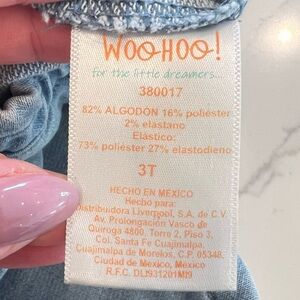 WOOHOO!
for the little dreamers...
380017
82% ALGODÓN 16% poliéster
2% elastano
Elástico:
73% poliéster 27% elastodieno
3T
HECHO EN MÉXICO
Hecho para:
Distribuidora Liverpool, S.A. de C.V.
Av. Prolongación Vasco de
Quiroga 4800, Torre 2, Piso 3,
Col. Santa Fe Cuajimalpa,
Cuajimalpa de Morelos, C.P. 05348,
Ciudad de México, México
R.F.C. DLI931201MI9